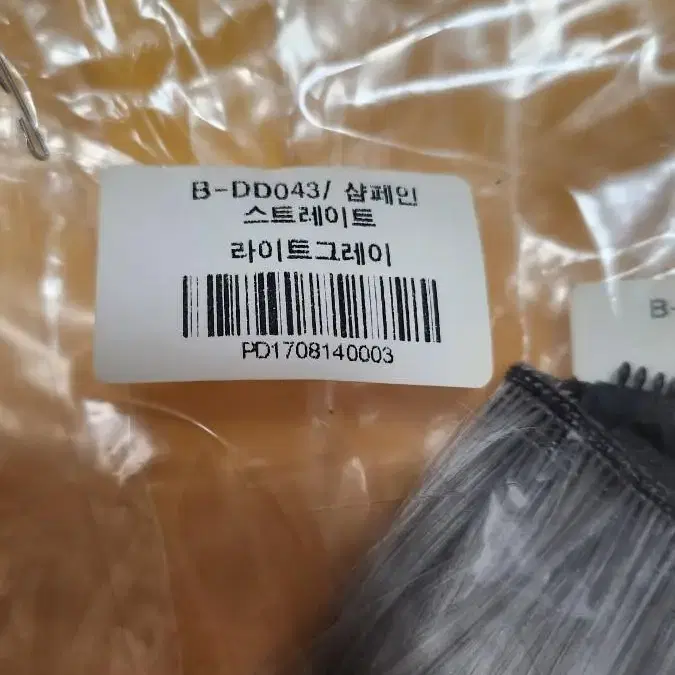 B-DD043/ 샴페인
스트레이트
라이트그레이
PD1708140003
B-